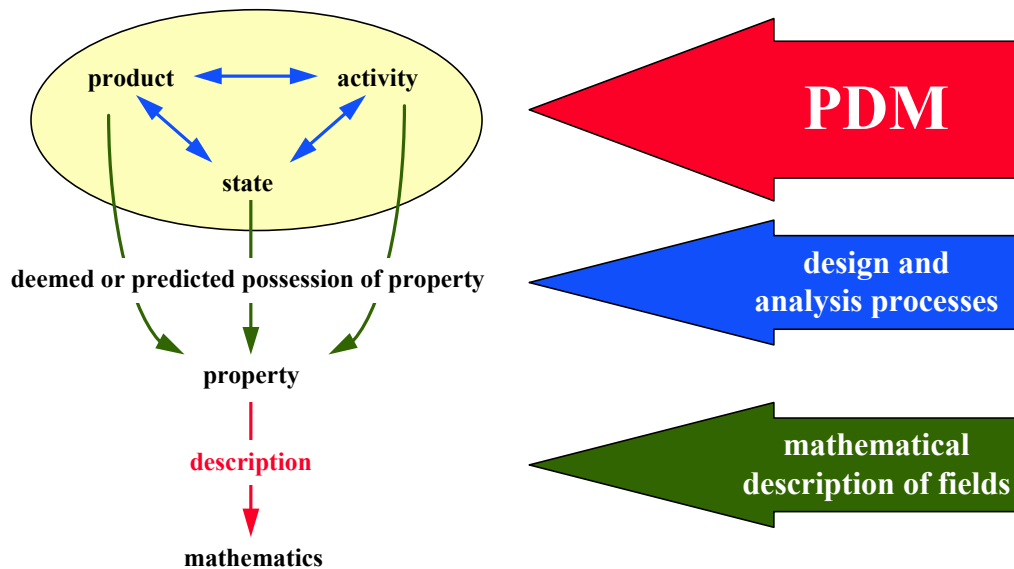 product
activity
state
deemed or predicted possession of property
property
description
mathematics
PDM
design and
analysis processes
mathematical
description of fields